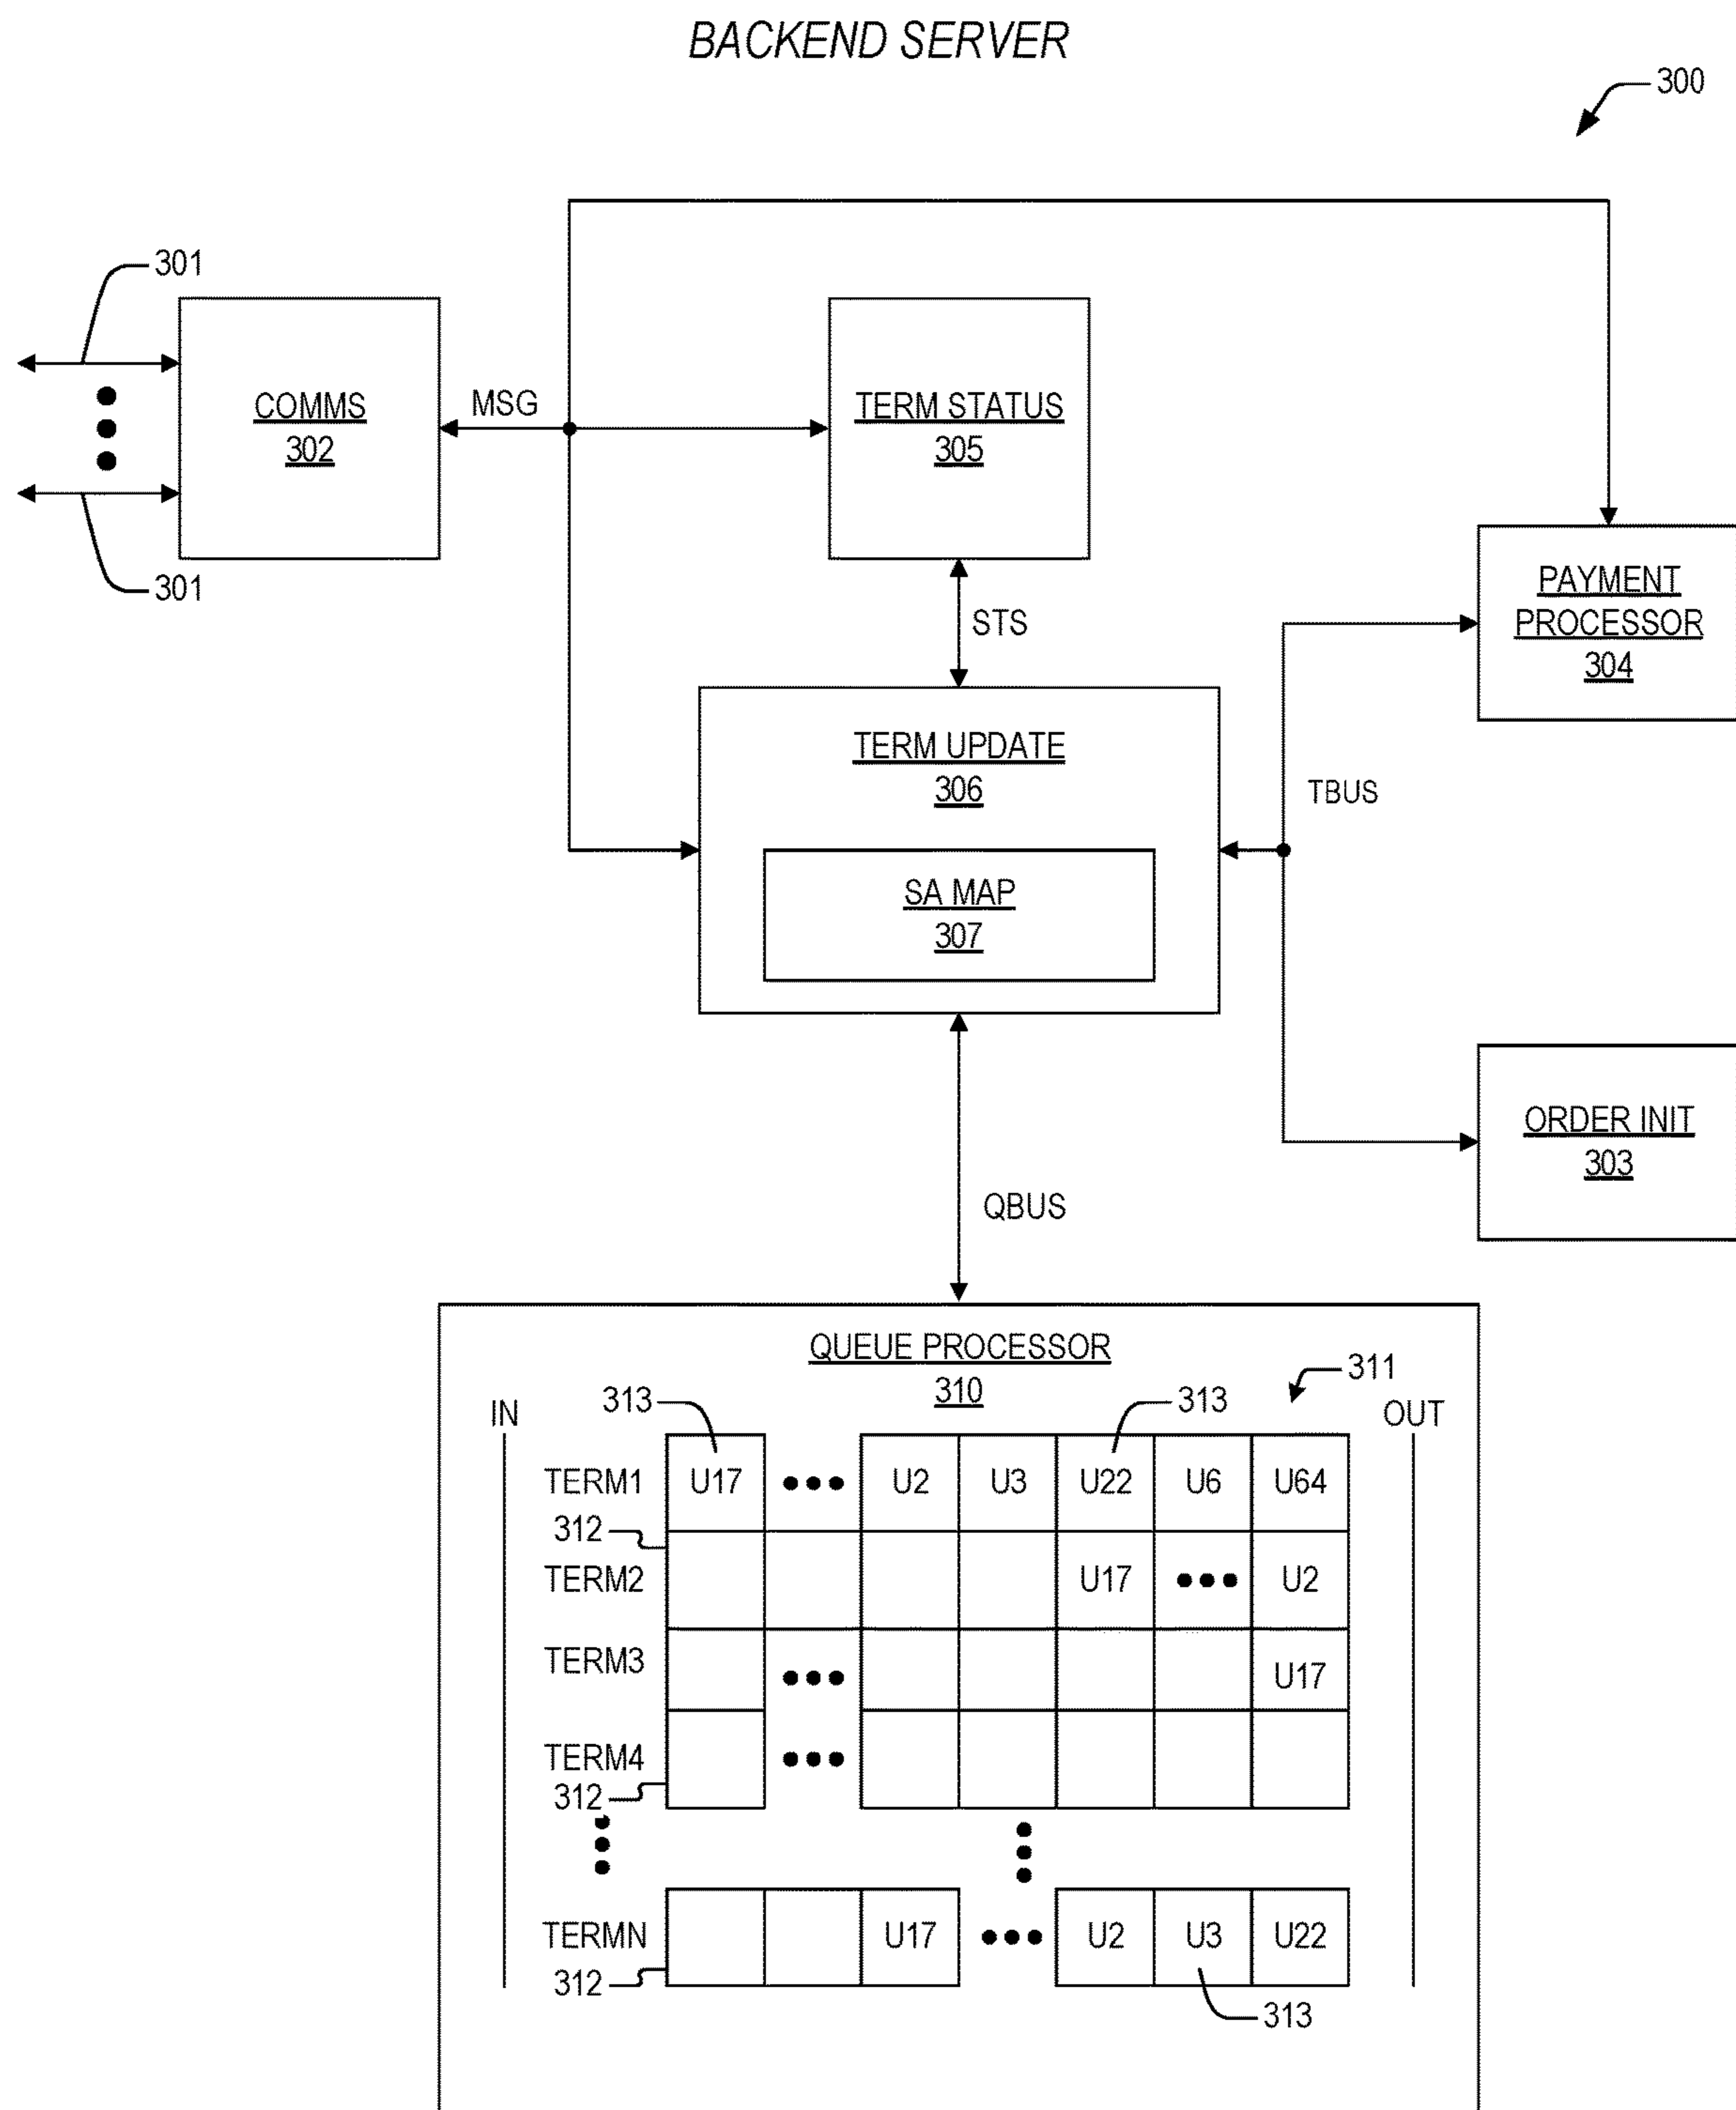 BACKEND SERVER
300
301
301
COMMS
302
MSG
TERM STATUS
305
STS
PAYMENT
PROCESSOR
304
TERM UPDATE
306
SA MAP
307
TBUS
ORDER INIT
303
QBUS
QUEUE PROCESSOR
310
311
313
313
IN
OUT
TERM1 U17 U2 U3 U22 U6 U64
312
TERM2 U17 U2
TERM3 U17
TERM4
312
TERMN U17 U2 U3 U22
312
313